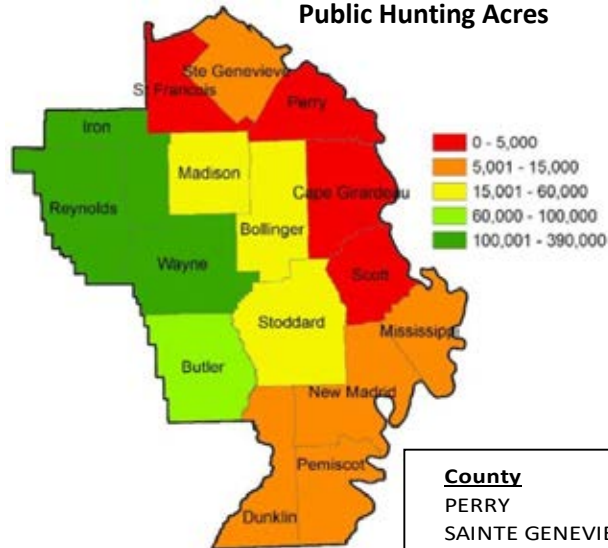 Public Hunting Acres
Ste Genevieve
St Francois
Perry
Iron
Madison
Cape Girardeau
Reynolds
Bollinger
Wayne
Scott
Stoddard
Mississippi
Butler
New Madrid
Pemiscot
Dunklin
0 - 5,000
5,001 - 15,000
15,001 - 60,000
60,000 - 100,000
100,001 - 390,000
County
PERRY
SAINTE GENEVIE